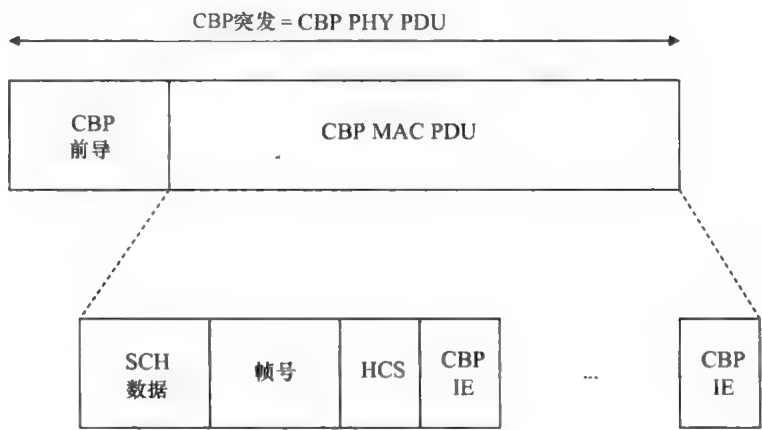 CBP突发 = CBP PHY PDU
CBP
前导
CBP MAC PDU
SCH
数据
帧号
HCS
CBP
IE
...
CBP
IE